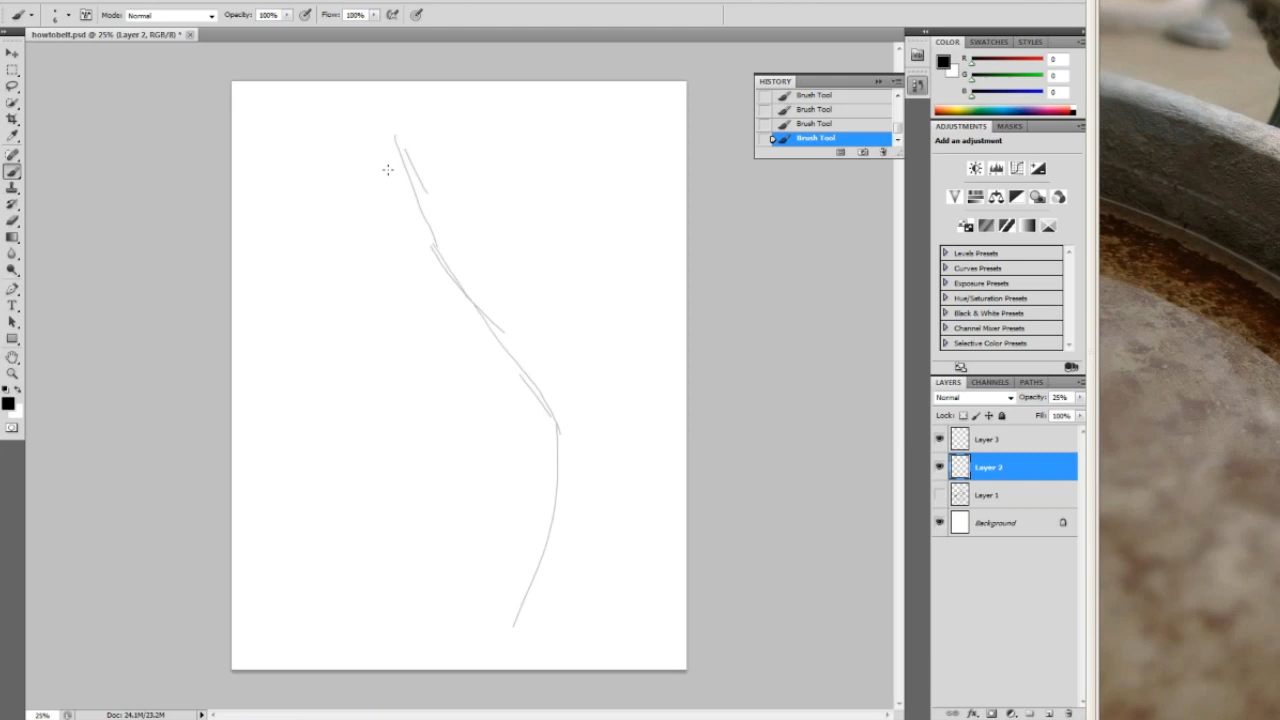 6 Mode: Normal Opacity: 100% Flow: 100%
howtobelt.psd @ 25% (Layer 2, RGB/8) *
HISTORY
Brush Tool
Brush Tool
Brush Tool
Brush Tool
COLOR SWATCHES STYLES
R 0
G 0
B 0
ADJUSTMENTS MASKS
Add an adjustment
Levels Presets
Curves Presets
Exposure Presets
Hue/Saturation Presets
Black & White Presets
Channel Mixer Presets
Selective Color Presets
LAYERS CHANNELS PATHS
Normal Opacity: 25%
Lock: Fill: 100%
Layer 3
Layer 2
Layer 1
Background
25% Doc: 24.1M/23.2M